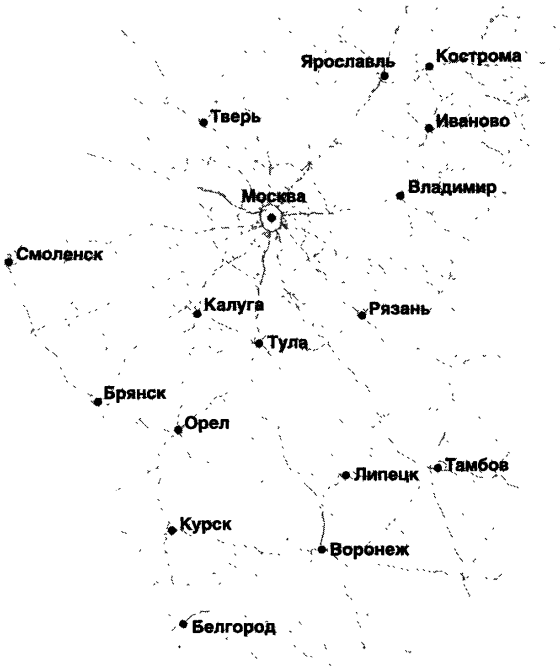 Ярославль
Кострома
Тверь
Иваново
Владимир
Москва
Смоленск
Калуга
Рязань
Тула
Брянск
Орел
Липецк
Тамбов
Курск
Воронеж
Белгород